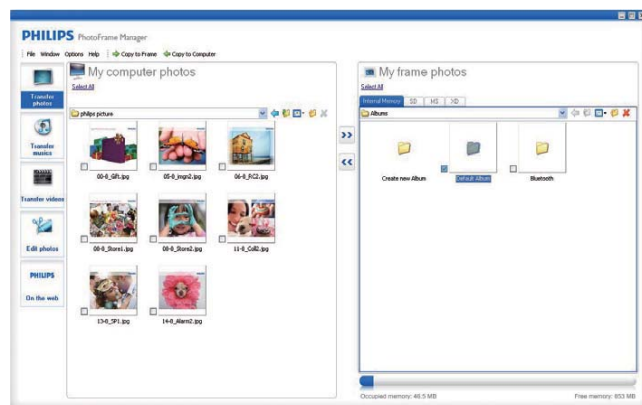 PHILIPS PhotoFrame Manager
File Window Options Help Copy to Frame Copy to Computer
My computer photos
Select All
philips picture
00-0_Gift.jpg 05-0_imgn2.jpg 06-0_RC2.jpg
08-0_Store1.jpg 08-0_Store2.jpg 11-0_Coll2.jpg
13-0_SP1.jpg 14-0_Alarm2.jpg
Transfer photos
Transfer musics
Transfer videos
Edit photos
PHILIPS
On the web
My frame photos
Select All
Internal Memory SD MS XD
Albums
Create new Album Default Album Bluetooth
Occupied memory: 46.5 MB Free memory: 853 MB